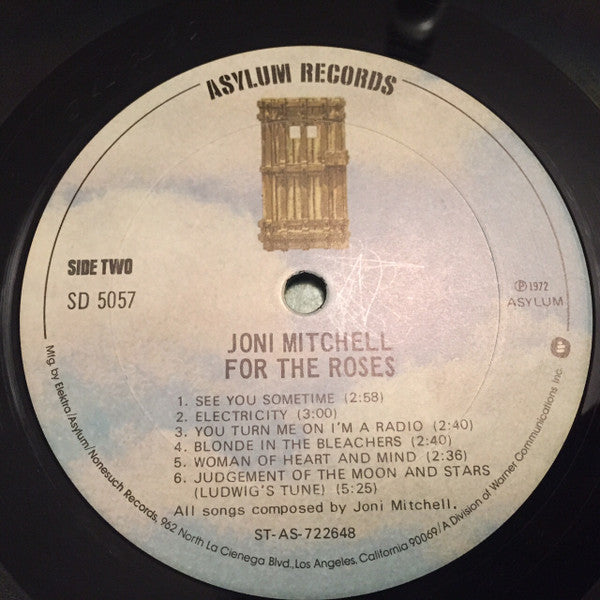 ASYLUM RECORDS
SIDE TWO
SD 5057
℗ 1972
ASYLUM
JONI MITCHELL
FOR THE ROSES
1. SEE YOU SOMETIME (2:58)
2. ELECTRICITY (3:00)
3. YOU TURN ME ON I'M A RADIO (2:40)
4. BLONDE IN THE BLEACHERS (2:40)
5. WOMAN OF HEART AND MIND (2:36)
6. JUDGEMENT OF THE MOON AND STARS
(LUDWIG'S TUNE) (5:25)
All songs composed by Joni Mitchell.
ST-AS-722648
Mfg. by Elektra/Asylum/Nonesuch Records, 962 North La Cienega Blvd., Los Angeles, California 90069/A Division of Warner Communications Inc.